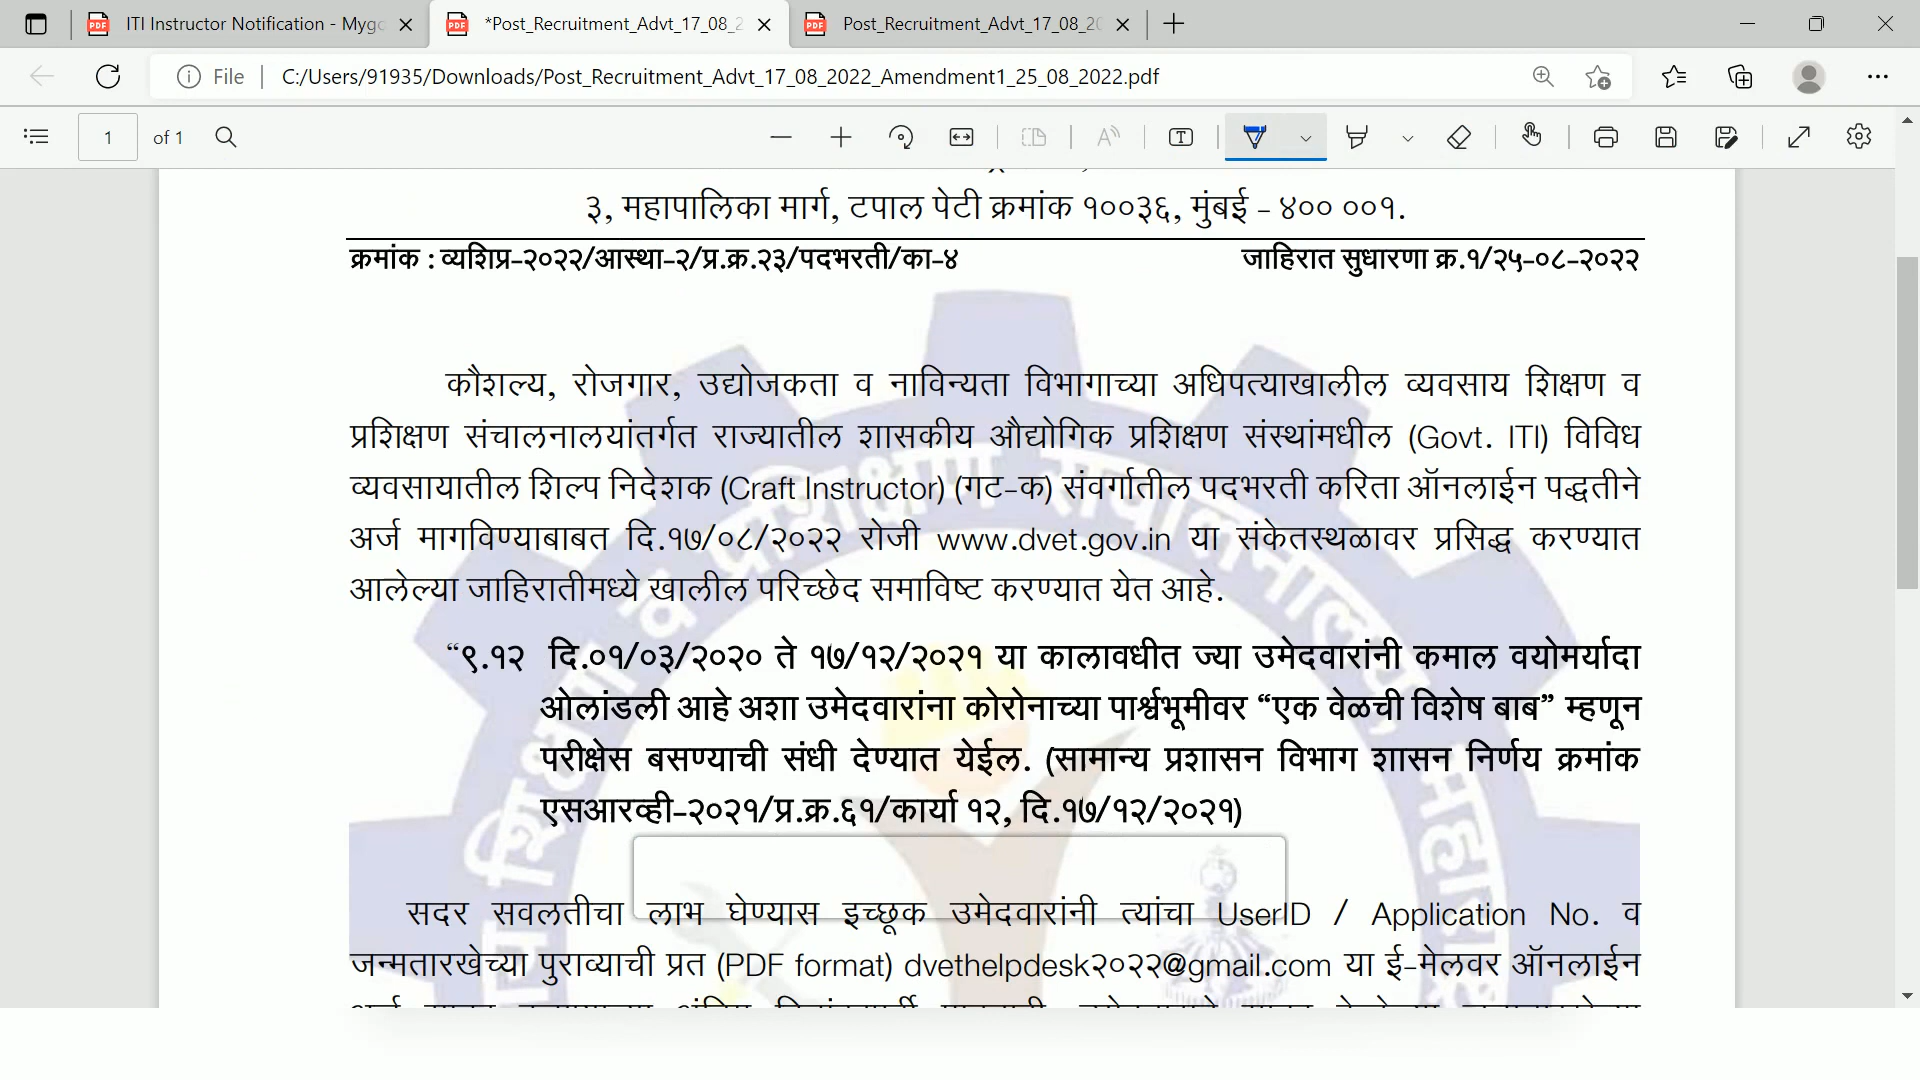 ITI Instructor Notification - Mygo
*Post_Recruitment_Advt_17_08_2
Post_Recruitment_Advt_17_08_20
File
C:/Users/91935/Downloads/Post_Recruitment_Advt_17_08_2022_Amendment1_25_08_2022.pdf
1 of 1
३, महापालिका मार्ग, टपाल पेटी क्रमांक १००३६, मुंबई – ४०० ००१.
क्रमांक : व्यशिप्र-२०२२/आस्था-२/प्र.क्र.२३/पदभरती/का-४ जाहिरात सुधारणा क्र.१/२५-०८-२०२२
कौशल्य, रोजगार, उद्योजकता व नाविन्यता विभागाच्या अधिपत्याखालील व्यवसाय शिक्षण व
प्रशिक्षण संचालनालयांतर्गत राज्यातील शासकीय औद्योगिक प्रशिक्षण संस्थांमधील (Govt. ITI) विविध
व्यवसायातील शिल्प निदेशक (Craft Instructor) (गट-क) संवर्गातील पदभरती करिता ऑनलाईन पद्धतीने
अर्ज मागविण्याबाबत दि.१७/०८/२०२२ रोजी www.dvet.gov.in या संकेतस्थळावर प्रसिद्ध करण्यात
आलेल्या जाहिरातीमध्ये खालील परिच्छेद समाविष्ट करण्यात येत आहे.
“९.१२ दि.०१/०३/२०२० ते १७/१२/२०२१ या कालावधीत ज्या उमेदवारांनी कमाल वयोमर्यादा
ओलांडली आहे अशा उमेदवारांना कोरोनाच्या पार्श्वभूमीवर “एक वेळची विशेष बाब” म्हणून
परीक्षेस बसण्याची संधी देण्यात येईल. (सामान्य प्रशासन विभाग शासन निर्णय क्रमांक
एसआरव्ही-२०२१/प्र.क्र.६१/कार्या १२, दि.१७/१२/२०२१)
सदर सवलतीचा लाभ घेण्यास इच्छूक उमेदवारांनी त्यांचा UserID / Application No. व
जन्मतारखेच्या पुराव्याची प्रत (PDF format) dvethelpdesk२०२२@gmail.com या ई-मेलवर ऑनलाईन